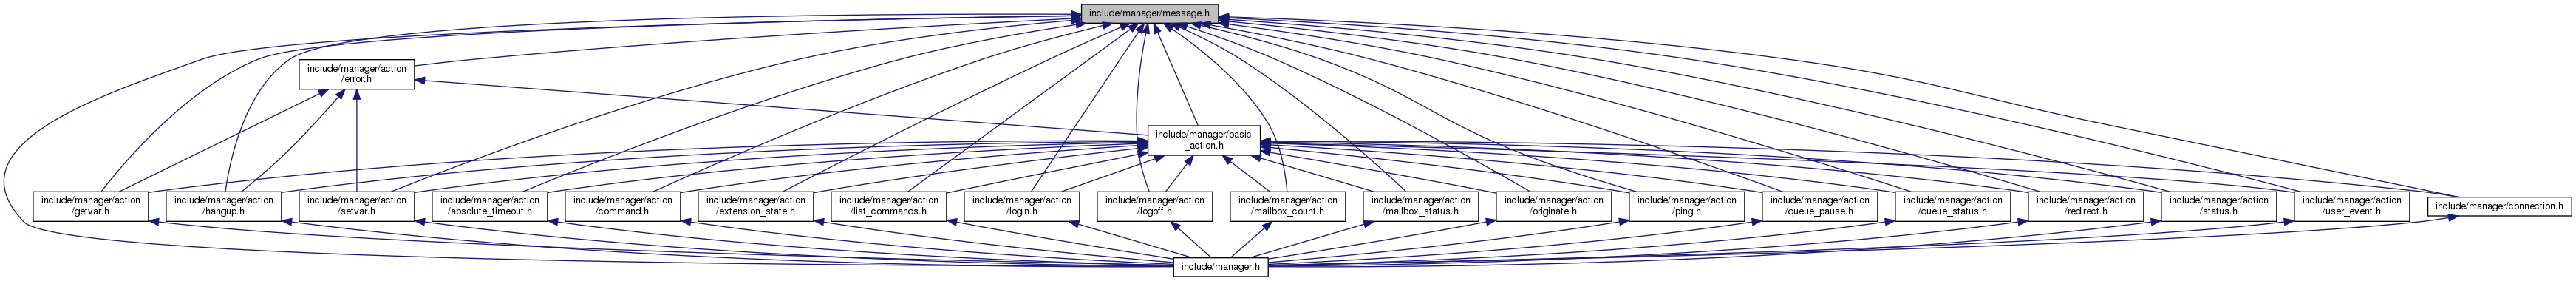 include/manager/message.h
include/manager/action
/error.h
include/manager/basic
_action.h
include/manager/action
/getvar.h
include/manager/action
/hangup.h
include/manager/action
/setvar.h
include/manager/action
/absolute_timeout.h
include/manager/action
/command.h
include/manager/action
/extension_state.h
include/manager/action
/list_commands.h
include/manager/action
/login.h
include/manager/action
/logoff.h
include/manager/action
/mailbox_count.h
include/manager/action
/mailbox_status.h
include/manager/action
/originate.h
include/manager/action
/ping.h
include/manager/action
/queue_pause.h
include/manager/action
/queue_status.h
include/manager/action
/redirect.h
include/manager/action
/status.h
include/manager/action
/user_event.h
include/manager/connection.h
include/manager.h